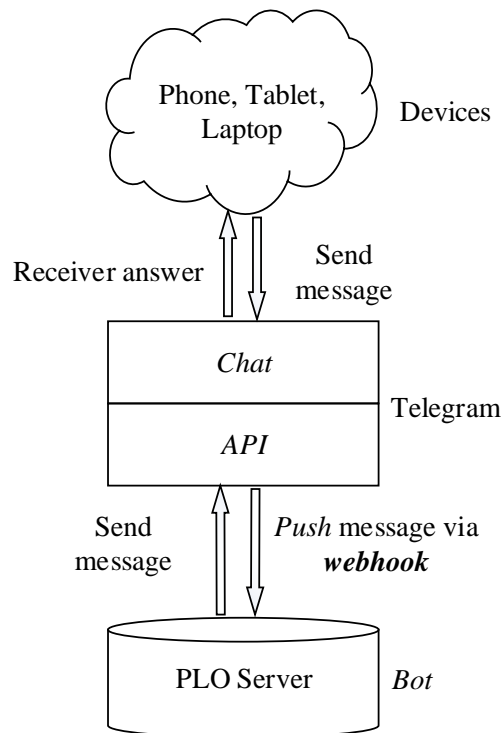 Phone, Tablet,
Laptop
Devices
Receiver answer
Send
message
Chat
API
Telegram
Send
message
Push message via
webhook
PLO Server
Bot